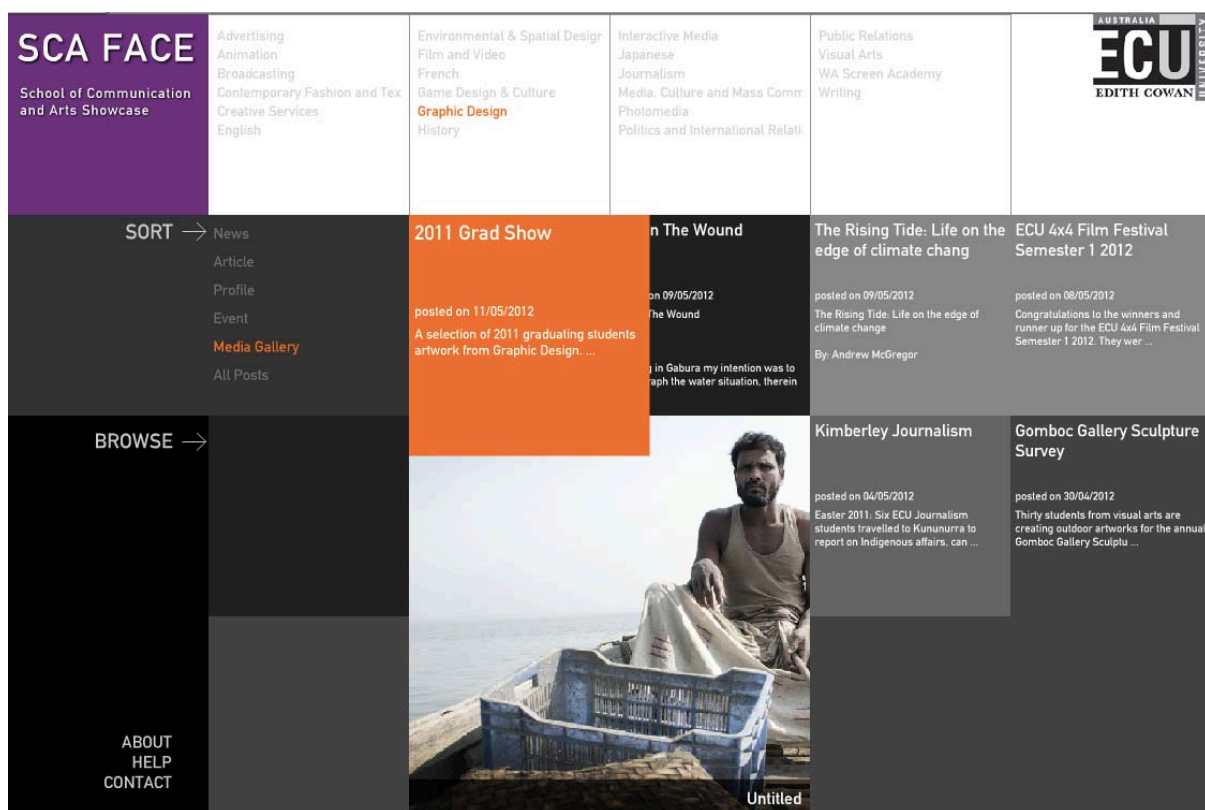 SCA FACE
School of Communication
and Arts Showcase
Advertising
Animation
Broadcasting
Contemporary Fashion and Tex
Creative Services
English
Environmental & Spatial Design
Film and Video
French
Game Design & Culture
Graphic Design
History
Interactive Media
Japanese
Journalism
Media, Culture and Mass Comm
Photomedia
Politics and International Relati
Public Relations
Visual Arts
WA Screen Academy
Writing
AUSTRALIA
ECU
EDITH COWAN
UNIVERSITY
SORT →
News
Article
Profile
Event
Media Gallery
All Posts
2011 Grad Show
posted on 11/05/2012
A selection of 2011 graduating students
artwork from Graphic Design. ...
n The Wound
on 09/05/2012
The Wound
g in Gabura my intention was to
raph the water situation, therein
The Rising Tide: Life on the
edge of climate chang
posted on 09/05/2012
The Rising Tide: Life on the edge of
climate change
By: Andrew McGregor
ECU 4x4 Film Festival
Semester 1 2012
posted on 08/05/2012
Congratulations to the winners and
runner up for the ECU 4x4 Film Festival
Semester 1 2012. They wer ...
BROWSE →
Kimberley Journalism
posted on 04/05/2012
Easter 2011: Six ECU Journalism
students travelled to Kununurra to
report on Indigenous affairs, can ...
Gomboc Gallery Sculpture
Survey
posted on 30/04/2012
Thirty students from visual arts are
creating outdoor artworks for the annual
Gomboc Gallery Sculptu ...
ABOUT
HELP
CONTACT
Untitled